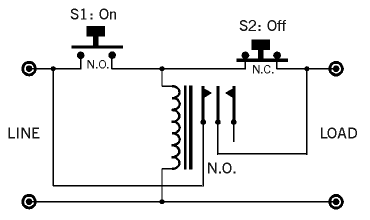 S1: On
S2: Off
N.O.
N.C.
LINE
LOAD
N.O.